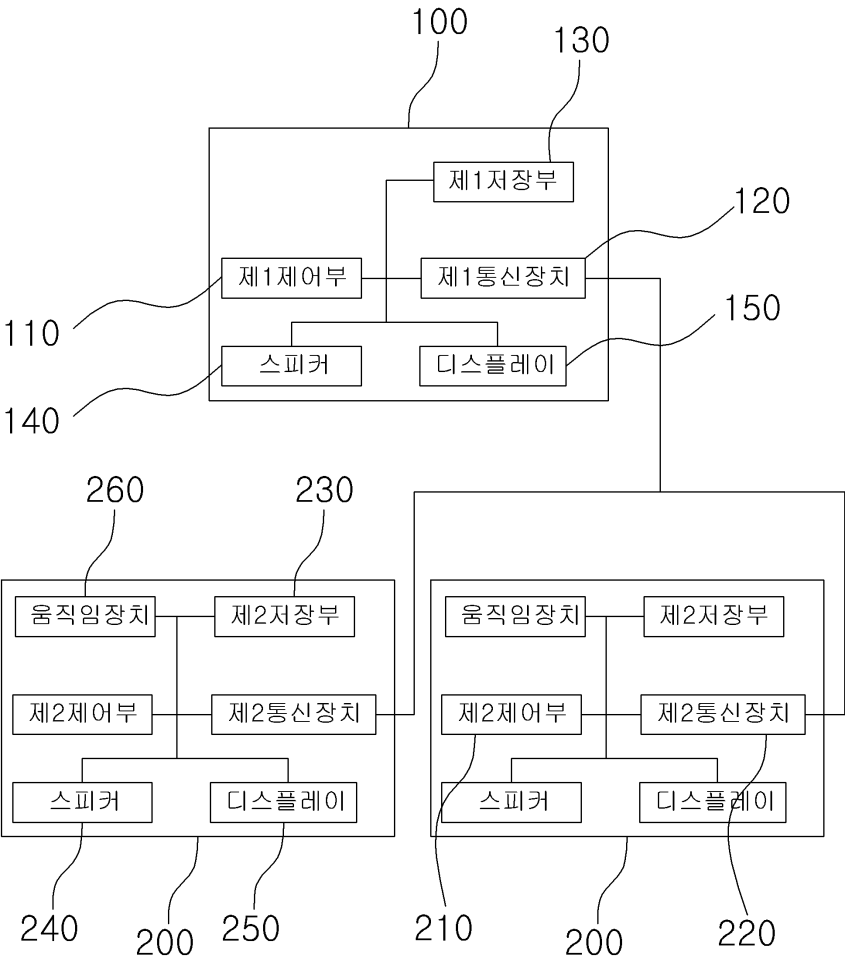 100
130
제1저장부
120
제1제어부
제1통신장치
150
110
스피커
디스플레이
140
260
230
움직임장치
제2저장부
움직임장치
제2저장부
제2제어부
제2통신장치
제2제어부
제2통신장치
스피커
디스플레이
스피커
디스플레이
240
200
250
210
200
220